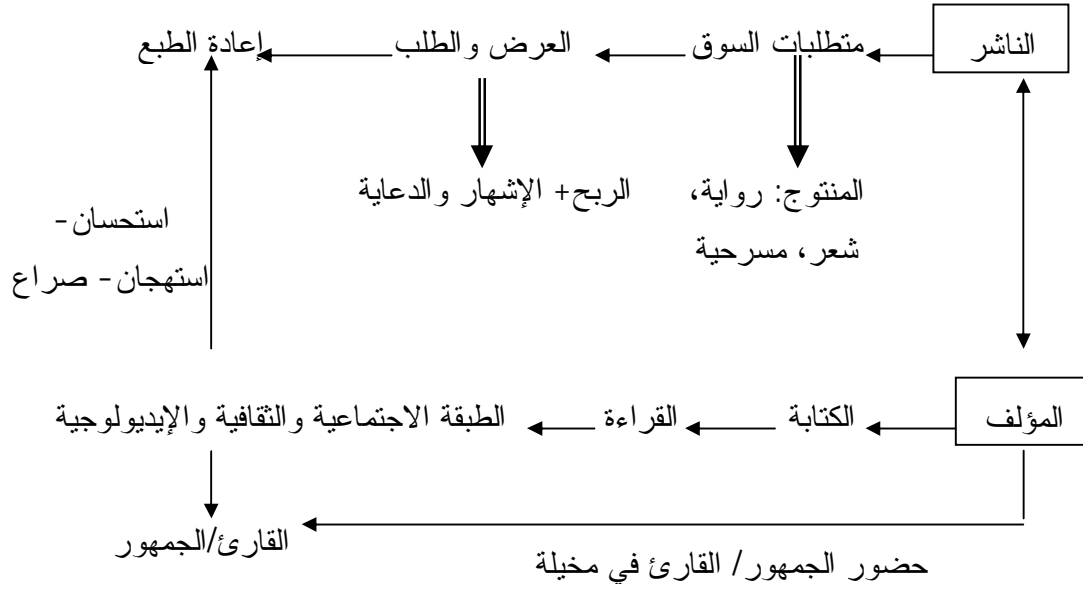 الناشر
متطلبات السوق
العرض والطلب
إعادة الطبع
المنتوج: رواية،
شعر، مسرحية
الربح+ الإشهار والدعاية
استحسان-
استهجان- صراع
المؤلف
الكتابة
القراءة
الطبقة الاجتماعية والثقافية والإيديولوجية
القارئ/الجمهور
حضور الجمهور/ القارئ في مخيلة